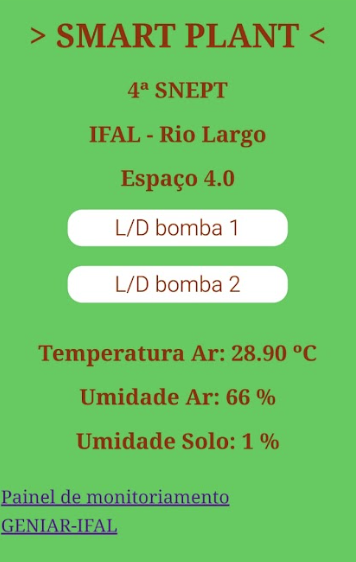 > SMART PLANT <
4ª SNEPT
IFAL - Rio Largo
Espaço 4.0
L/D bomba 1
L/D bomba 2
Temperatura Ar: 28.90 ºC
Umidade Ar: 66 %
Umidade Solo: 1 %
Painel de monitoriamento
GENIAR-IFAL